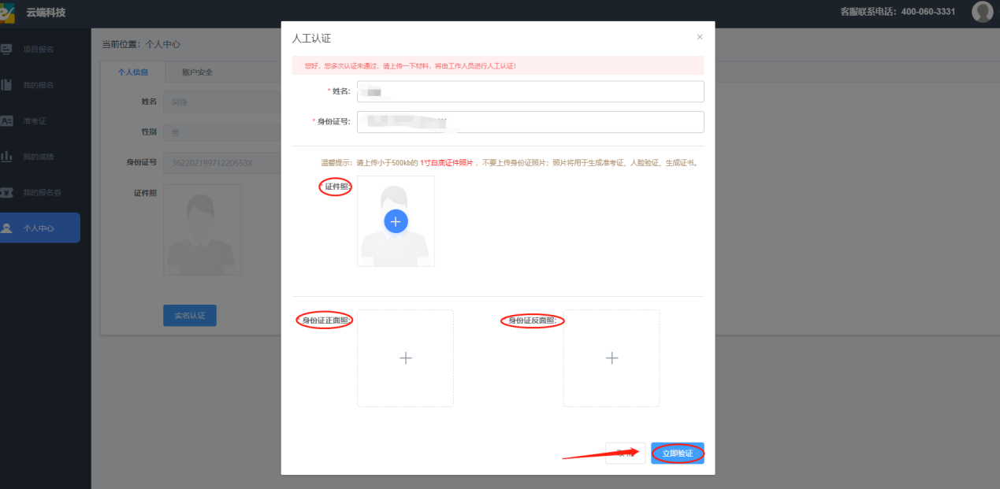 云端科技
客服联系电话：400-060-3331
项目报名
我的报名
准考证
我的成绩
我的报名券
个人中心
当前位置：个人中心
个人信息
账户安全
姓名
性别
男
身份证号
36220219971220553X
证件照
实名认证
人工认证
您好，您多次认证未通过，请上传一下材料，将由工作人员进行人工认证！
* 姓名：
* 身份证号：
温馨提示：请上传小于500kb的 1寸白底证件照片 ，不要上传身份证照片；照片将用于生成准考证、人脸验证、生成证书。
证件照
身份证正面照：
身份证反面照：
立即验证